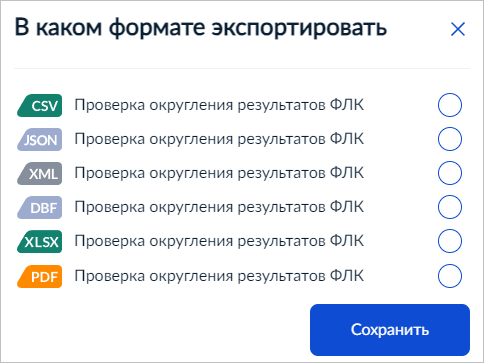 В каком формате экспортировать
CSV Проверка округления результатов ФЛК
JSON Проверка округления результатов ФЛК
XML Проверка округления результатов ФЛК
DBF Проверка округления результатов ФЛК
XLSX Проверка округления результатов ФЛК
PDF Проверка округления результатов ФЛК
Сохранить